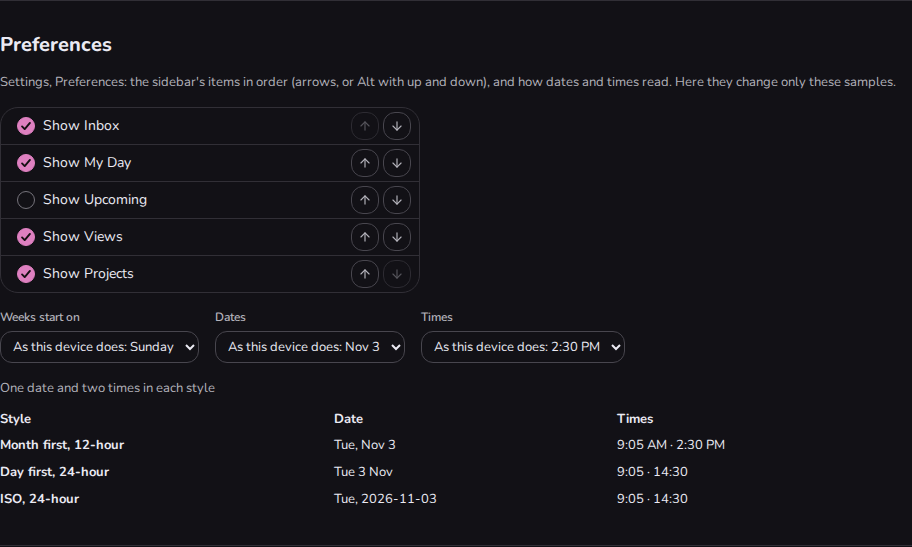 Preferences
Settings, Preferences: the sidebar's items in order (arrows, or Alt with up and down), and how dates and times read. Here they change only these samples.
Show Inbox
Show My Day
Show Upcoming
Show Views
Show Projects
Weeks start on Dates Times
As this device does: Sunday As this device does: Nov 3 As this device does: 2:30 PM
One date and two times in each style
Style Date Times
Month first, 12-hour Tue, Nov 3 9:05 AM · 2:30 PM
Day first, 24-hour Tue 3 Nov 9:05 · 14:30
ISO, 24-hour Tue, 2026-11-03 9:05 · 14:30